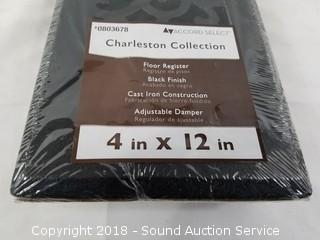 #0803678
ACCORD SELECT
Charleston Collection
Floor Register
Registro de pisos
Black Finish
Acabado en negro
Cast Iron Construction
Fabricación de hierro fundido
Adjustable Damper
Regulador de ajustable
4 in x 12 in
Copyright 2018 - Sound Auction Service